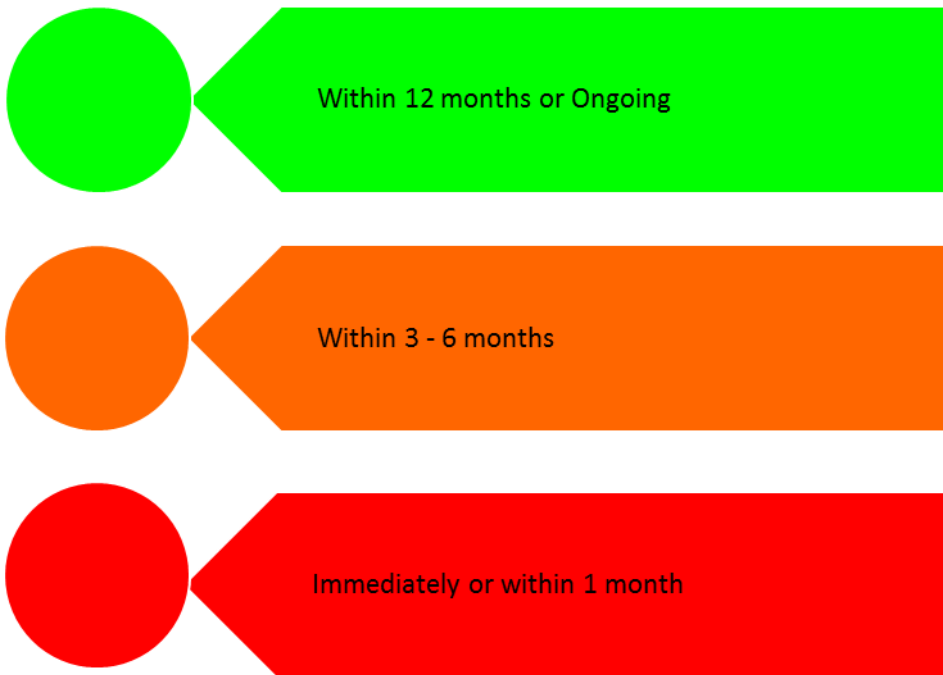 Within 12 months or Ongoing
Within 3 - 6 months
Immediately or within 1 month